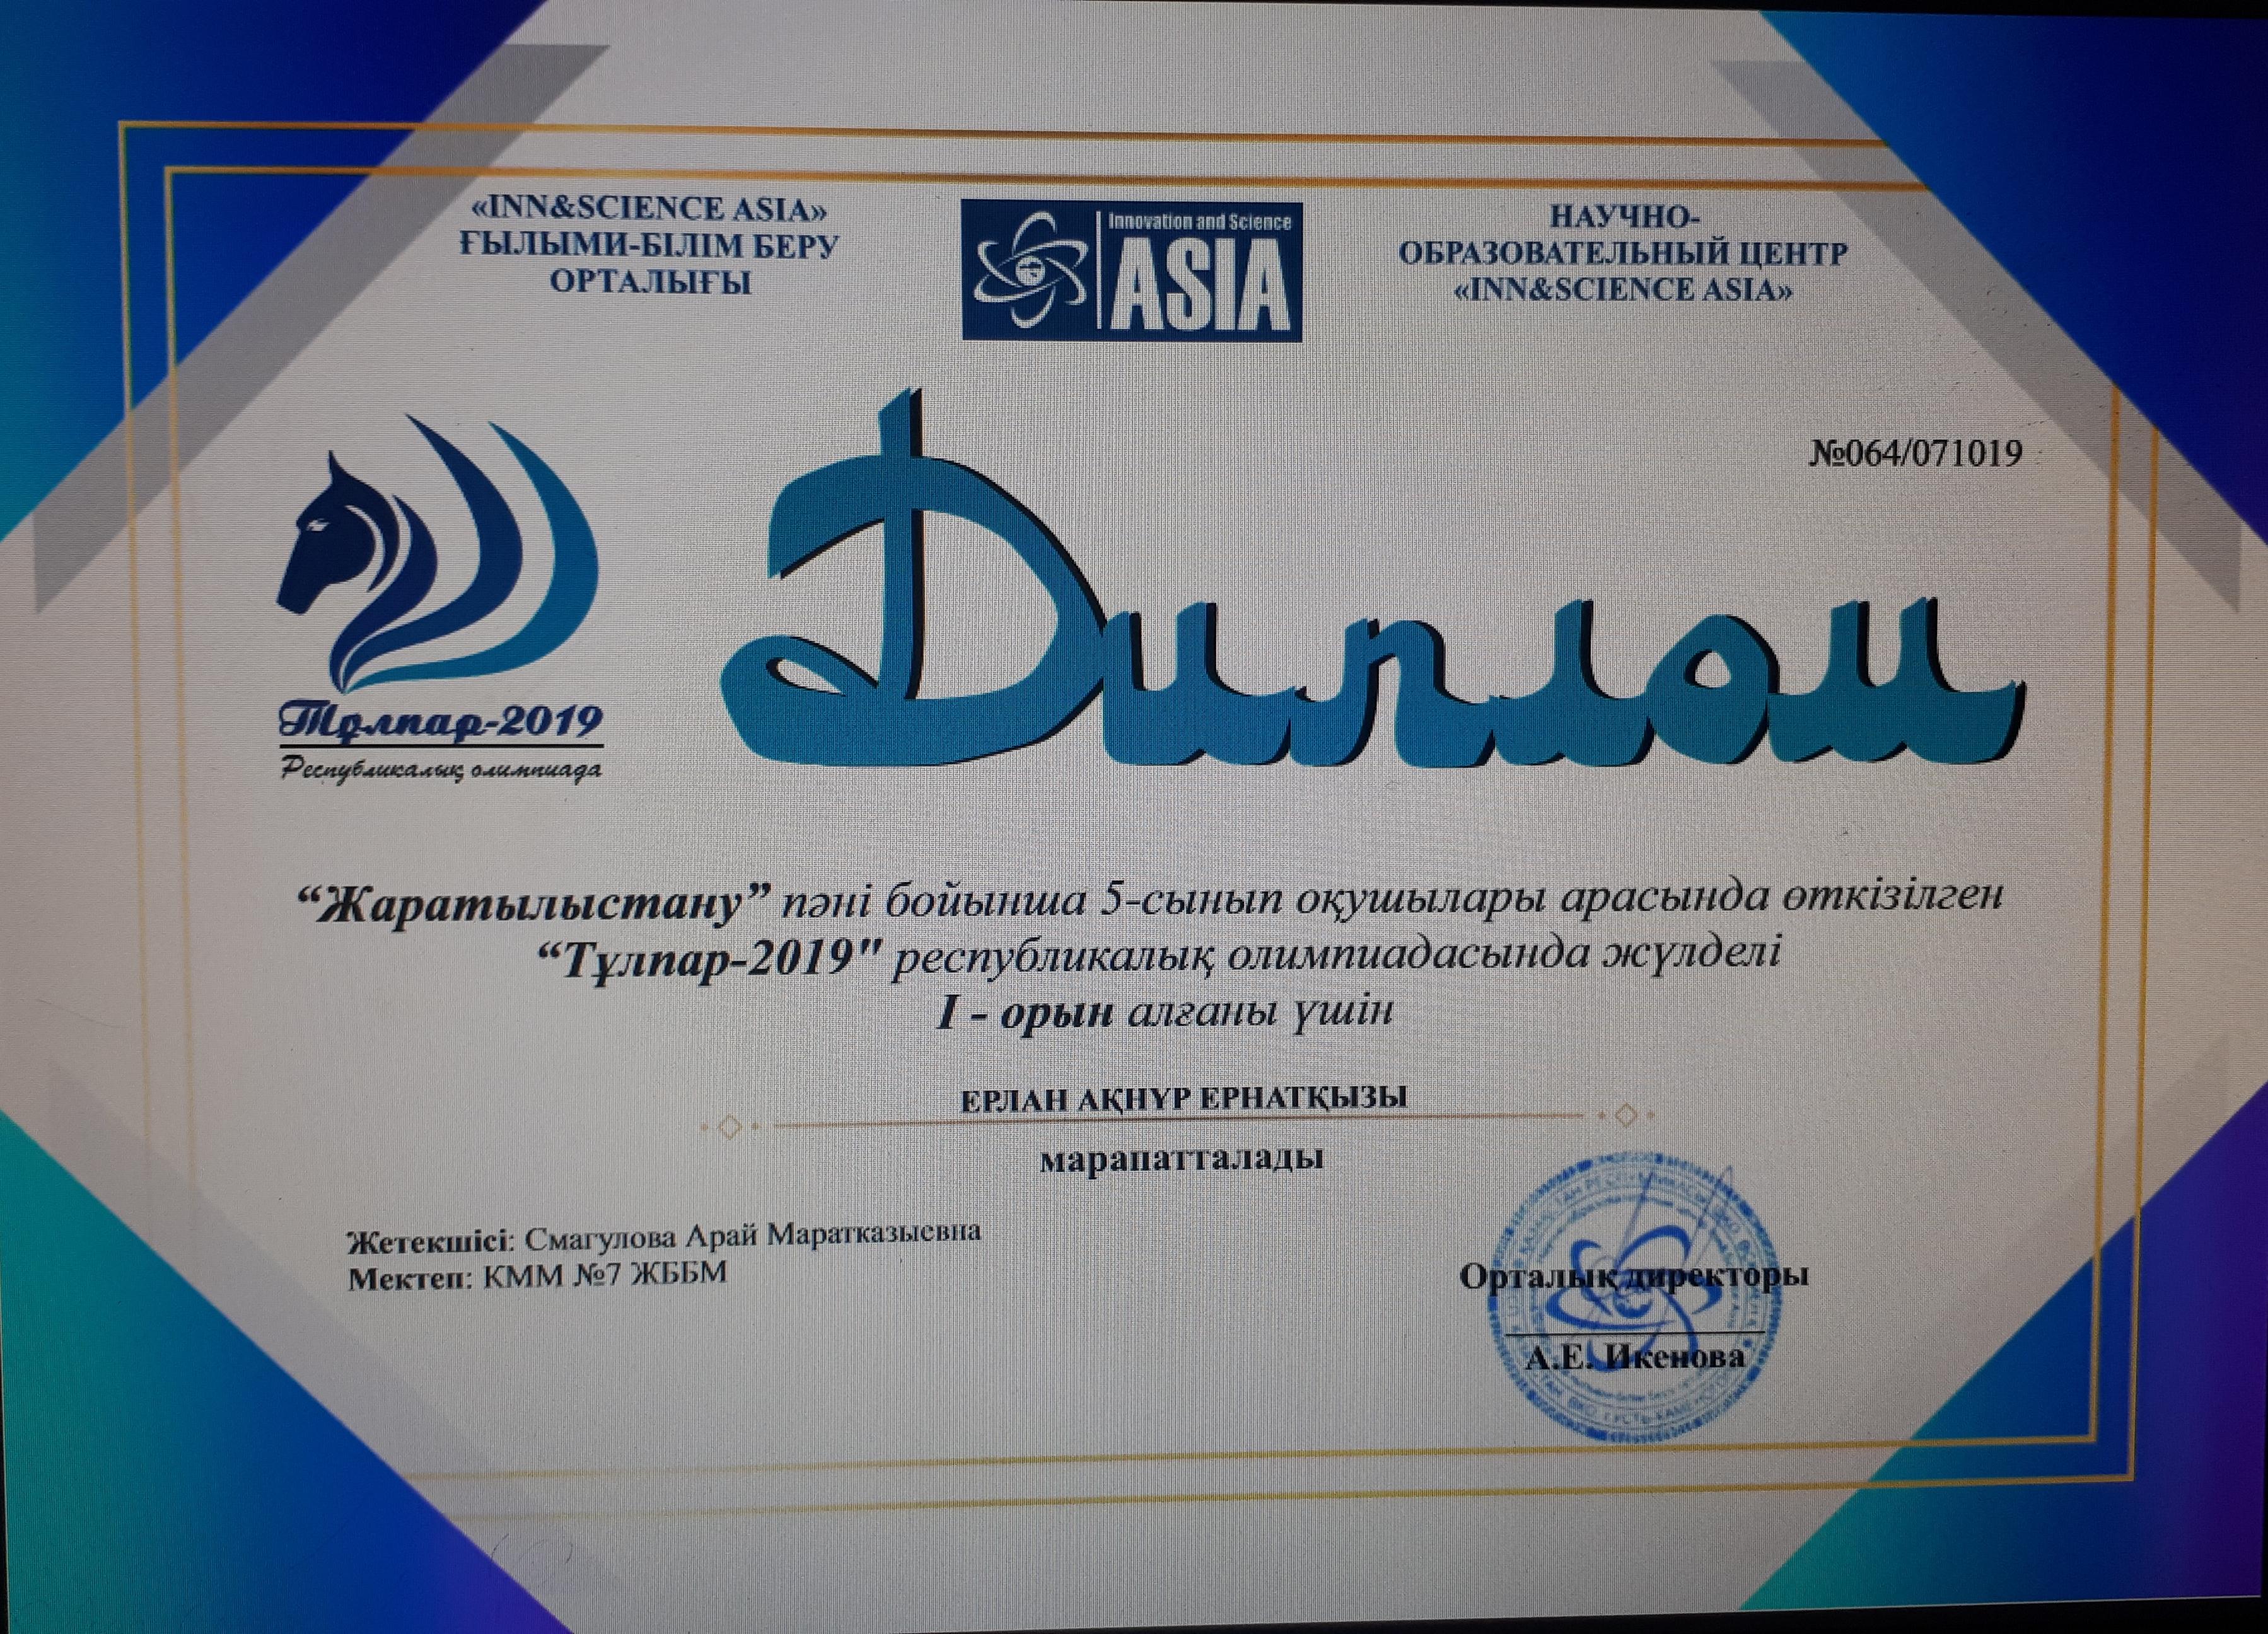 «INN&SCIENCE ASIA»
ҒЫЛЫМИ-БІЛІМ БЕРУ
ОРТАЛЫҒЫ
Innovation and Science
ASIA
НАУЧНО-
ОБРАЗОВАТЕЛЬНЫЙ ЦЕНТР
«INN&SCIENCE ASIA»
№064/071019
Диплом
Тұлпар-2019
Республикалық олимпиада
“Жаратылыстану” пәні бойынша 5-сынып оқушылары арасында өткізілген
“Тұлпар-2019" республикалық олимпиадасында жүлделі
I - орын алғаны үшін
ЕРЛАН АҚНҰР ЕРНАТҚЫЗЫ
марапатталады
Жетекшісі: Смагулова Арай Маратказыевна
Мектеп: КММ №7 ЖББМ
Орталық директоры
А.Е. Икенова